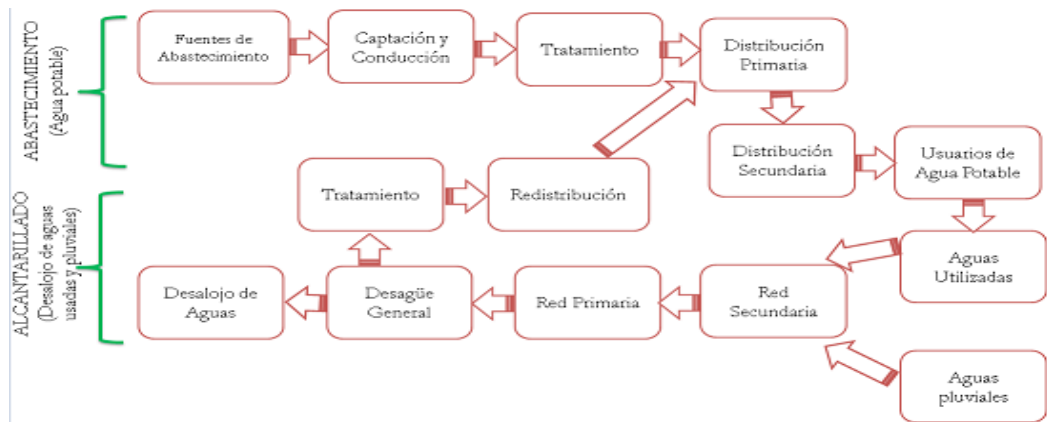 ABASTECIMIENTO
(Agua potable)
Fuentes de
Abastecimiento
Captación y
Conducción
Tratamiento
Distribución
Primaria
Distribución
Secundaria
Usuarios de
Agua Potable
Tratamiento
Redistribución
ALCANTARILLADO
(Desalojo de aguas
usadas y pluviales)
Desalojo de
Aguas
Desagüe
General
Red Primaria
Red
Secundaria
Aguas
Utilizadas
Aguas
pluviales